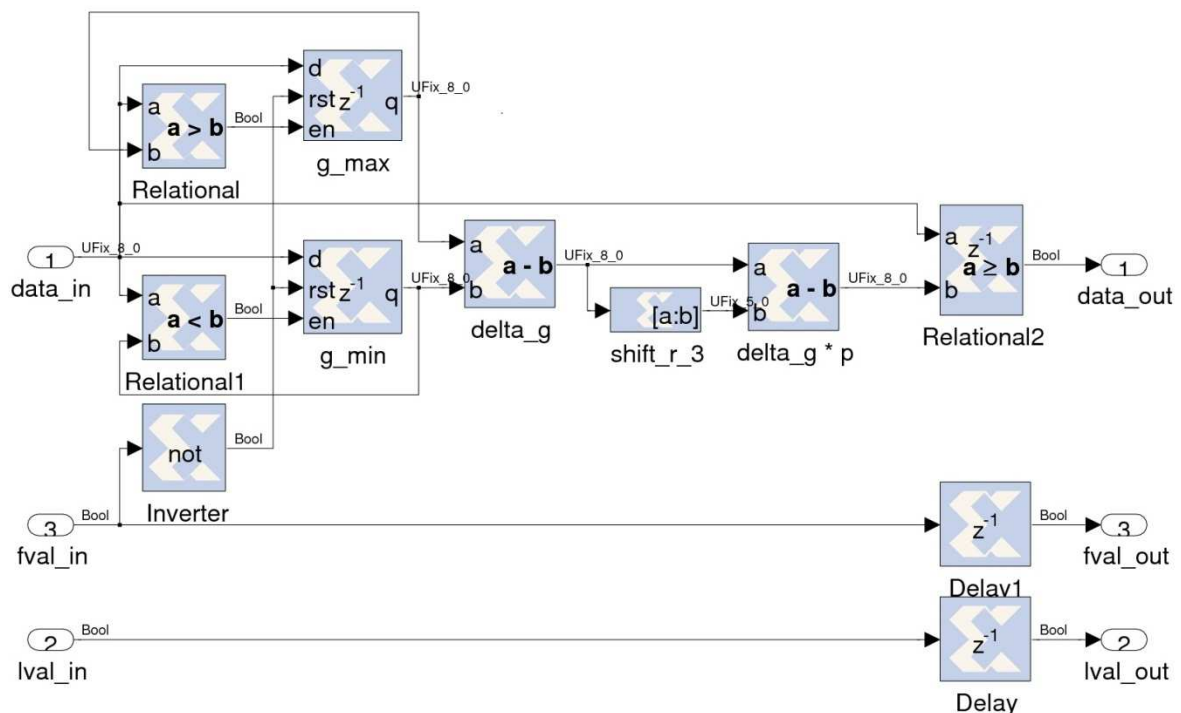 UFix_8_0
d
rst z-1 q
en
g_max
a
a > b
b
Bool
Relational
UFix_8_0
1
data_in
d
rst z-1 q
en
g_min
UFix_8_0
a
a < b
b
Bool
Relational1
a
a - b
b
UFix_8_0
delta_g
[a:b]
UFix_5_0
shift_r_3
a
a - b
b
UFix_8_0
delta_g * p
a
z-1
a ≥ b
b
Bool
Relational2
1
data_out
not
Bool
Inverter
3
Bool
fval_in
z-1
Bool
Delay1
3
fval_out
2
Bool
lval_in
z-1
Bool
Delay
2
lval_out